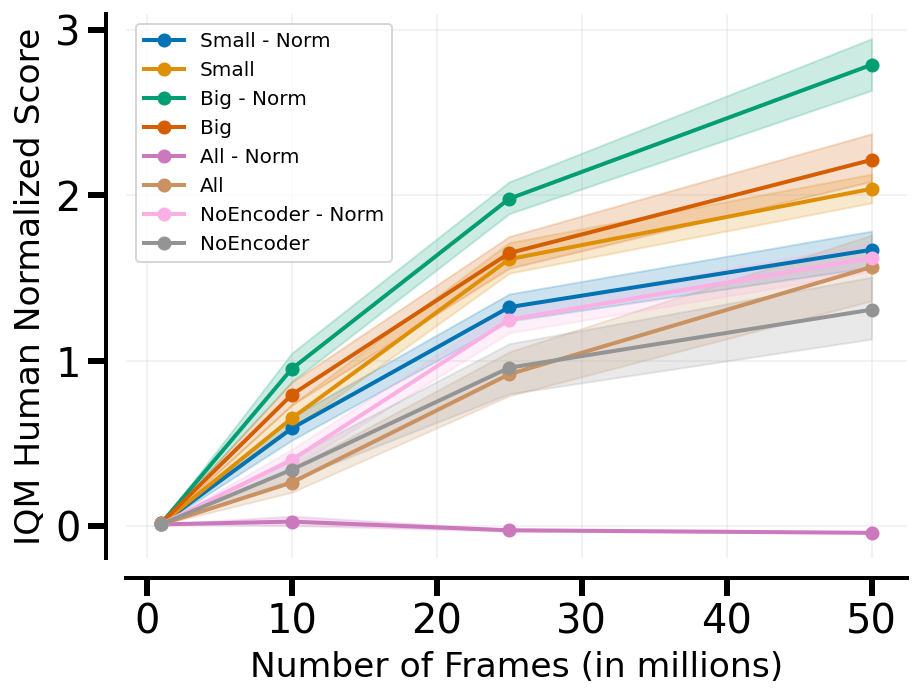 IQM Human Normalized Score
3
2
1
0
Small - Norm
Small
Big - Norm
Big
All - Norm
All
NoEncoder - Norm
NoEncoder
0 10 20 30 40 50
Number of Frames (in millions)